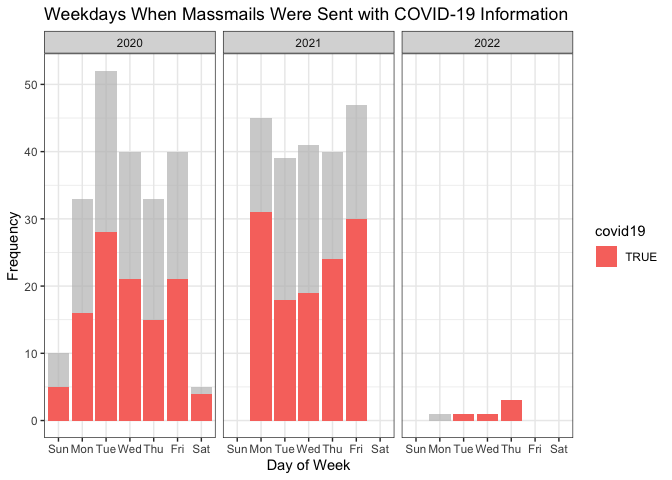 Weekdays When Massmails Were Sent with COVID-19 Information
2020 2021 2022
50
40
30
20
10
0
Frequency
Sun Mon Tue Wed Thu Fri Sat Sun Mon Tue Wed Thu Fri Sat Sun Mon Tue Wed Thu Fri Sat
Day of Week
covid19
TRUE